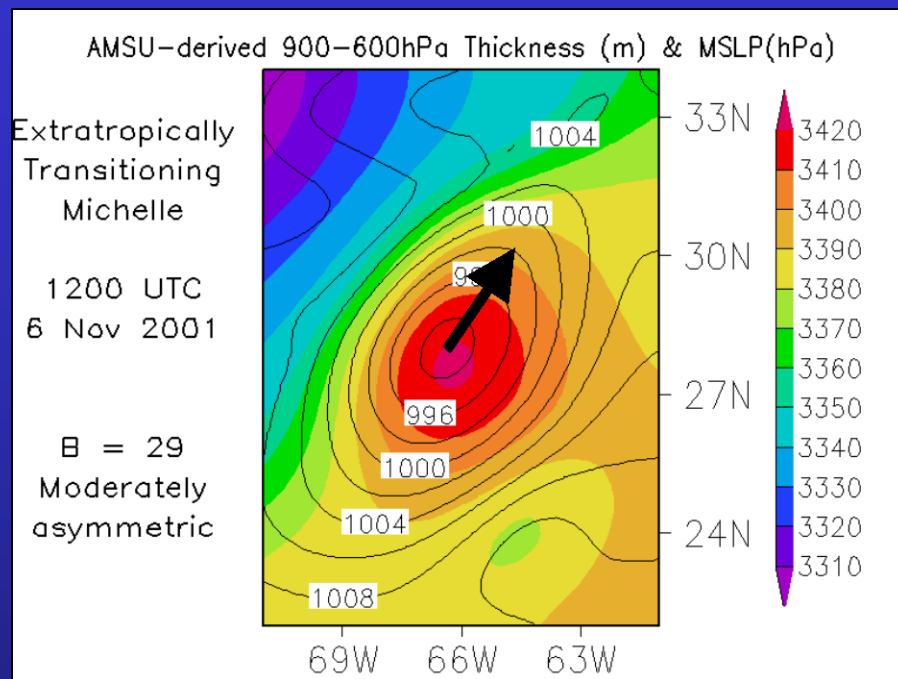 AMSU-derived 900-600hPa Thickness (m) & MSLP(hPa)
Extratropically
Transitioning
Michelle
1200 UTC
6 Nov 2001
B = 29
Moderately
asymmetric
1004
1000
996
1000
1004
1008
33N
30N
27N
24N
69W 66W 63W
3420
3410
3400
3390
3380
3370
3360
3350
3340
3330
3320
3310